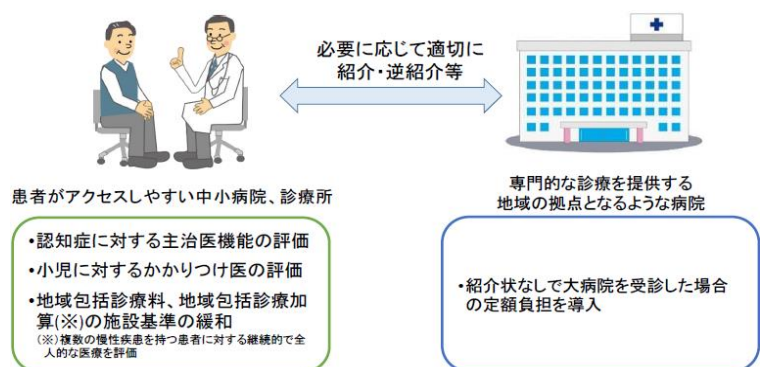 必要に応じて適切に
紹介・逆紹介等
患者がアクセスしやすい中小病院、診療所
・認知症に対する主治医機能の評価
・小児に対するかかりつけ医の評価
・地域包括診療料、地域包括診療加
算(※)の施設基準の緩和
(※)複数の慢性疾患を持つ患者に対する継続的で全
人的な医療を評価
専門的な診療を提供する
地域の拠点となるような病院
・紹介状なしで大病院を受診した場合
の定額負担を導入